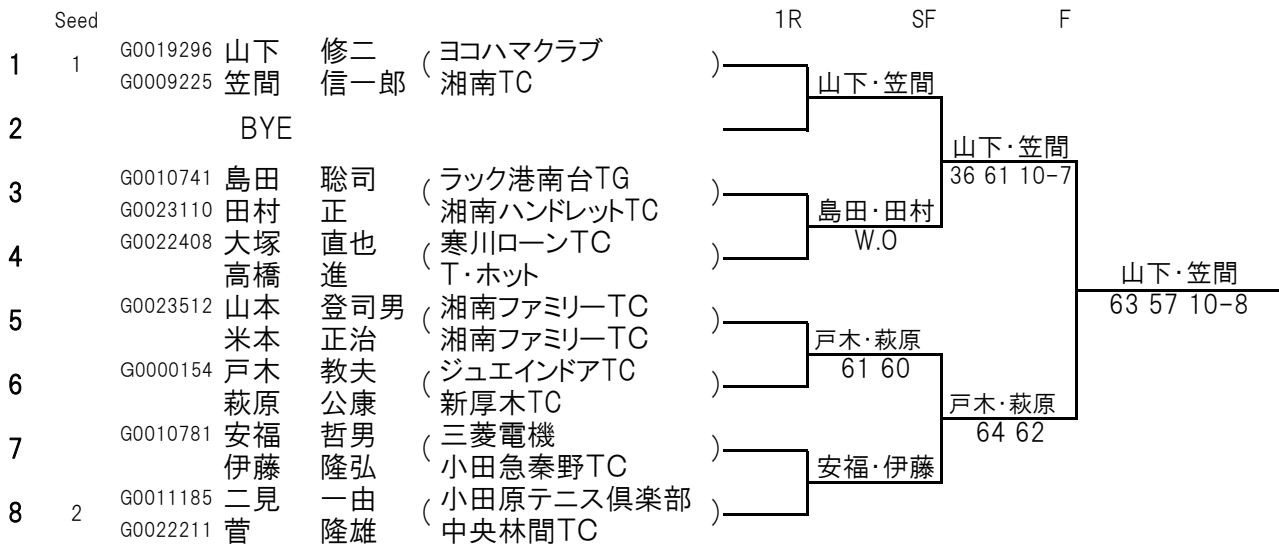 Seed 1R SF F
G0019296 山下 修二 ヨコハマクラブ
1 1 ( )
G0009225 笠間 信一郎 湘南TC 山下・笠間
2 BYE
山下・笠間
G0010741 島田 聡司 ラック港南台TG 36 61 10-7
3 ( )
G0023110 田村 正 湘南ハンドレットTC 島田・田村
G0022408 大塚 直也 寒川ローンTC W.O
4 ( )
高橋 進 T・ホット 山下・笠間
G0023512 山本 登司男 湘南ファミリーTC 63 57 10-8
5 ( )
米本 正治 湘南ファミリーTC 戸木・萩原
G0000154 戸木 教夫 ジュエインドアTC 61 60
6 ( )
萩原 公康 新厚木TC 戸木・萩原
G0010781 安福 哲男 三菱電機 64 62
7 ( )
伊藤 隆弘 小田急秦野TC 安福・伊藤
G0011185 二見 一由 小田原テニス倶楽部
8 2 ( )
G0022211 菅 隆雄 中央林間TC